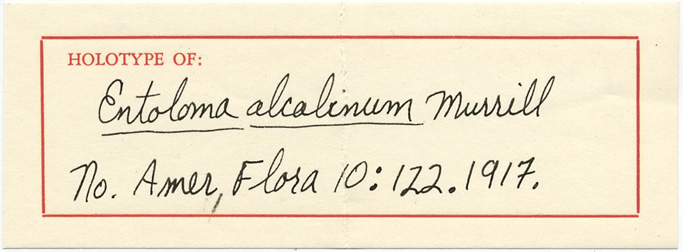 HOLOTYPE OF:
Entoloma alcalinum Murrill
No. Amer, Flora 10:122.1917.